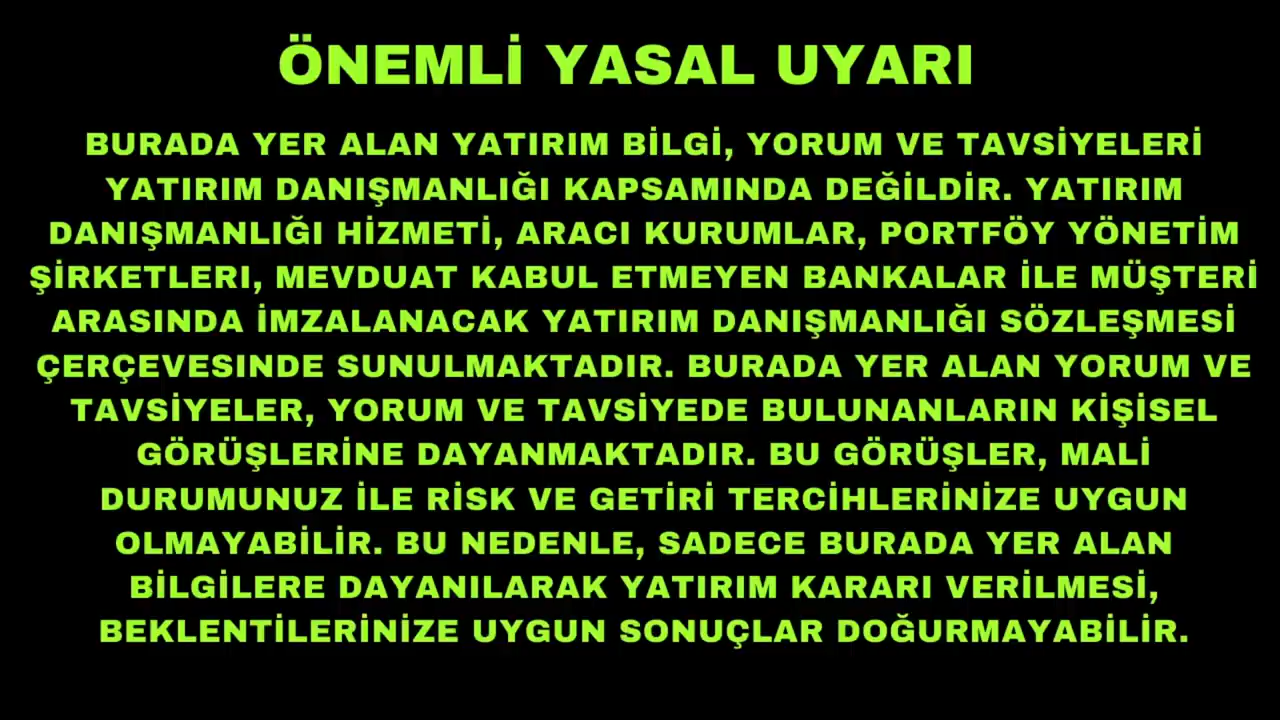 ÖNEMLİ YASAL UYARI
BURADA YER ALAN YATIRIM BİLGİ, YORUM VE TAVSİYELERİ
YATIRIM DANIŞMANLIĞI KAPSAMINDA DEĞİLDİR. YATIRIM
DANIŞMANLIĞI HİZMETİ, ARACI KURUMLAR, PORTFÖY YÖNETİM
ŞİRKETLERI, MEVDUAT KABUL ETMEYEN BANKALAR İLE MÜŞTERİ
ARASINDA İMZALANACAK YATIRIM DANIŞMANLIĞI SÖZLEŞMESİ
ÇERÇEVESINDE SUNULMAKTADIR. BURADA YER ALAN YORUM VE
TAVSİYELER, YORUM VE TAVSİYEDE BULUNANLARIN KİŞİSEL
GÖRÜŞLERİNE DAYANMAKTADIR. BU GÖRÜŞLER, MALİ
DURUMUNUZ İLE RİSK VE GETİRİ TERCİHLERİNİZE UYGUN
OLMAYABİLİR. BU NEDENLE, SADECE BURADA YER ALAN
BİLGİLERE DAYANILARAK YATIRIM KARARI VERİLMESİ,
BEKLENTİLERİNİZE UYGUN SONUÇLAR DOĞURMAYABİLİR.